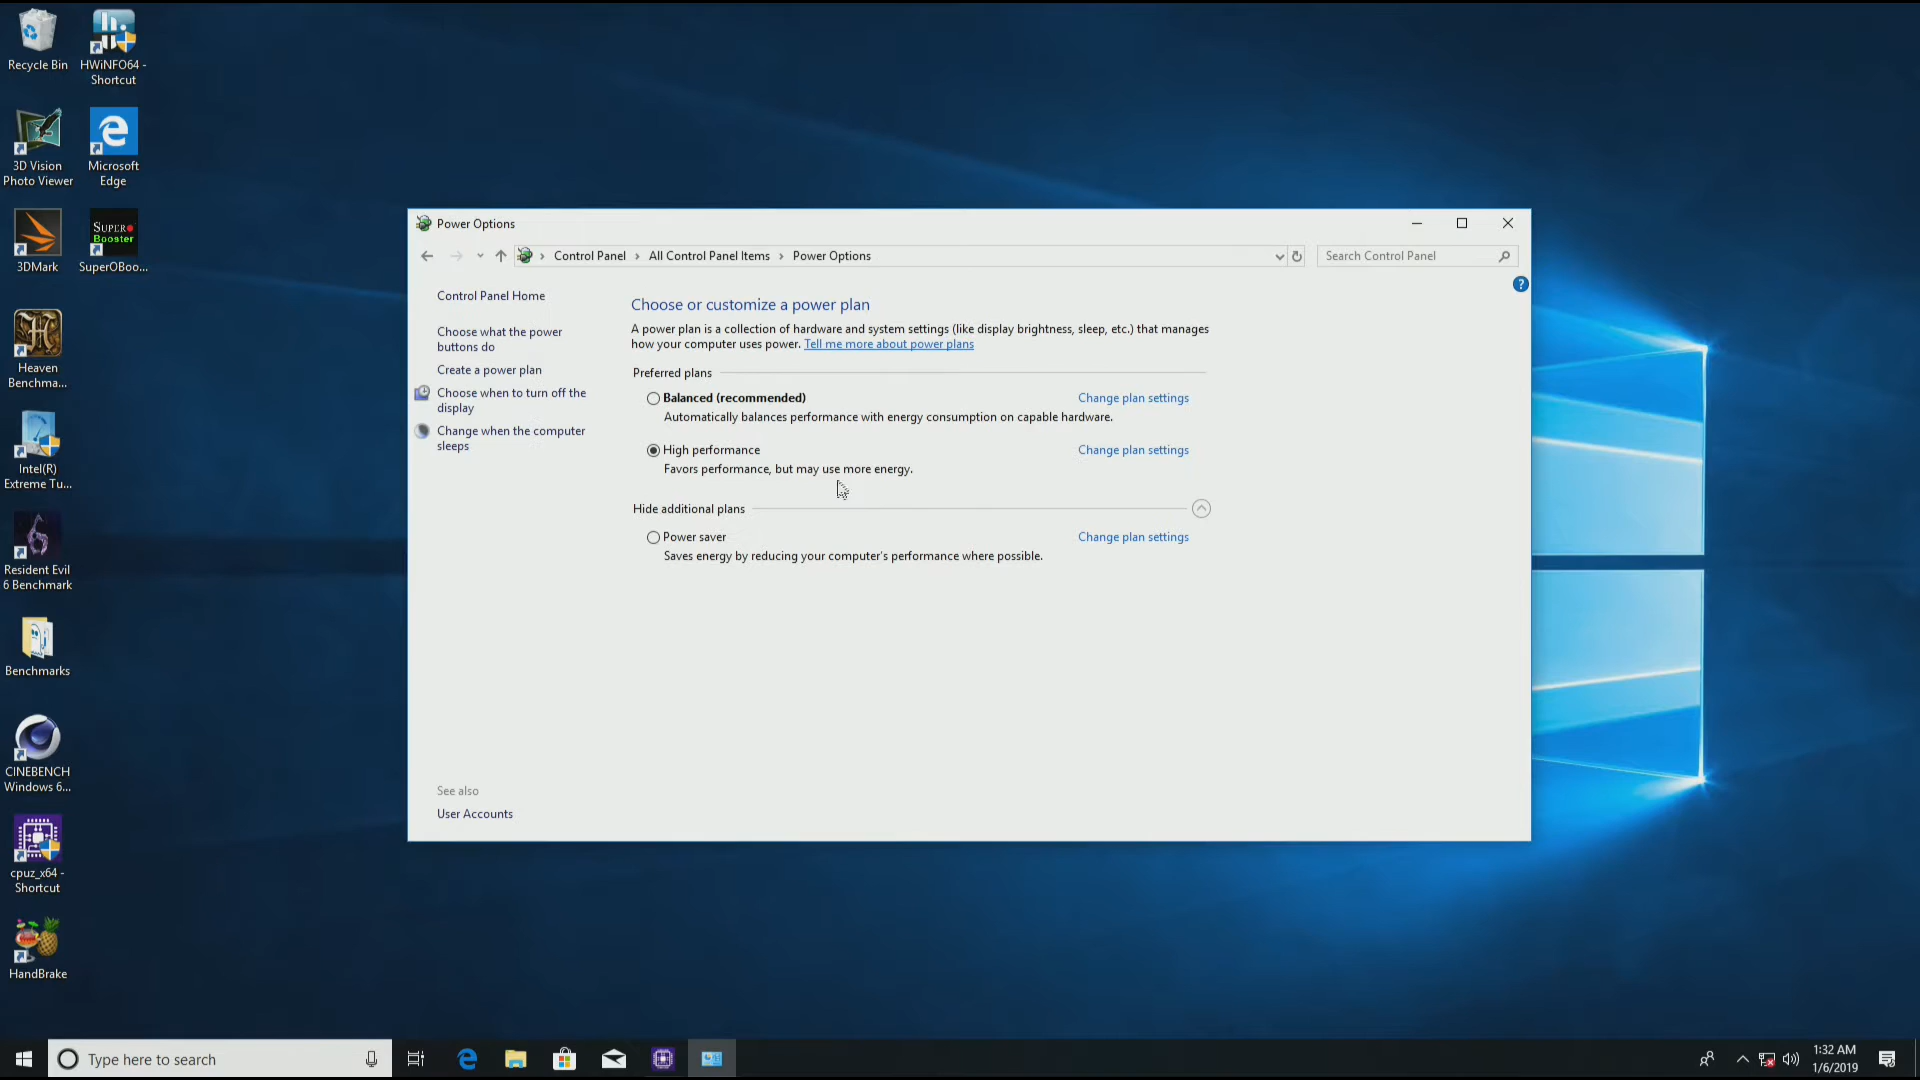 Recycle Bin
HWiNFO64 -
Shortcut
3D Vision
Photo Viewer
Microsoft
Edge
3DMark
SUPER
Booster
SuperOBoo...
Heaven
Benchma...
Intel(R)
Extreme Tu...
Resident Evil
6 Benchmark
Benchmarks
CINEBENCH
Windows 6...
cpuz_x64 -
Shortcut
HandBrake
Power Options
Control Panel > All Control Panel Items > Power Options
Search Control Panel
Control Panel Home
Choose what the power
buttons do
Create a power plan
Choose when to turn off the
display
Change when the computer
sleeps
See also
User Accounts
?
Choose or customize a power plan
A power plan is a collection of hardware and system settings (like display brightness, sleep, etc.) that manages
how your computer uses power. Tell me more about power plans
Preferred plans
Balanced (recommended) Change plan settings
Automatically balances performance with energy consumption on capable hardware.
High performance Change plan settings
Favors performance, but may use more energy.
Hide additional plans
Power saver Change plan settings
Saves energy by reducing your computer's performance where possible.
Type here to search
1:32 AM
1/6/2019